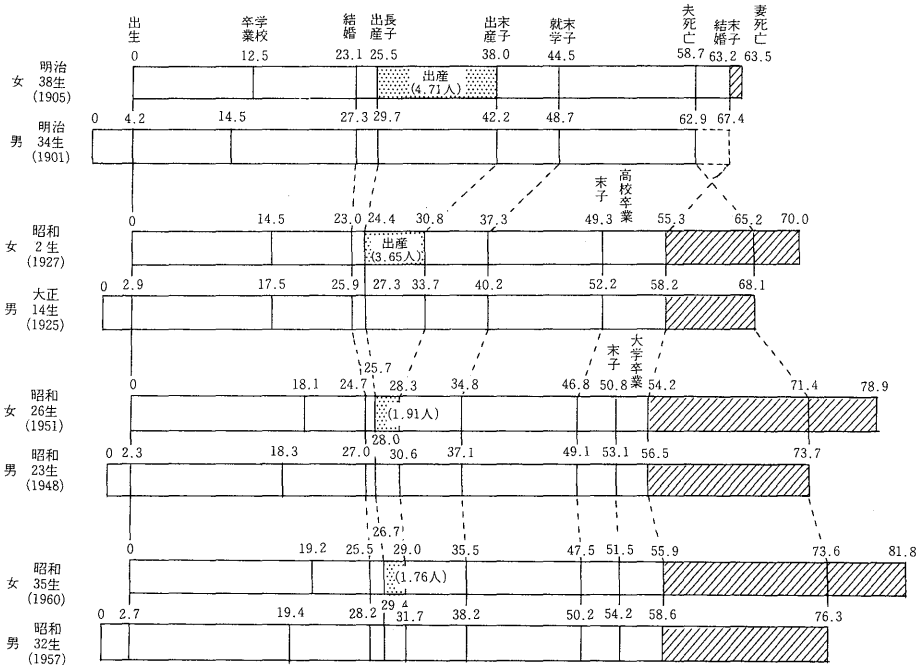 出生 学校卒業 結婚 長子出産 末子出産 末子就学 夫死亡 末子結婚 妻死亡
0 12.5 23.1 25.5 38.0 44.5 58.7 63.2 63.5
女 明治38生(1905) 出産(4.71人)
0 4.2 14.5 27.3 29.7 42.2 48.7 62.9 67.4
男 明治34生(1901)
末子 高校卒業
0 14.5 23.0 24.4 30.8 37.3 49.3 55.3 65.2 70.0
女 昭和2生(1927) 出産(3.65人)
0 2.9 17.5 25.9 27.3 33.7 40.2 52.2 58.2 68.1
男 大正14生(1925)
末子 大学卒業
25.7
0 18.1 24.7 28.3 34.8 46.8 50.8 54.2 71.4 78.9
女 昭和26生(1951) (1.91人)
28.0
0 2.3 18.3 27.0 30.6 37.1 49.1 53.1 56.5 73.7
男 昭和23生(1948)
26.7
0 19.2 25.5 29.0 35.5 47.5 51.5 55.9 73.6 81.8
女 昭和35生(1960) (1.76人)
29.4
0 2.7 19.4 28.2 31.7 38.2 50.2 54.2 58.6 76.3
男 昭和32生(1957)